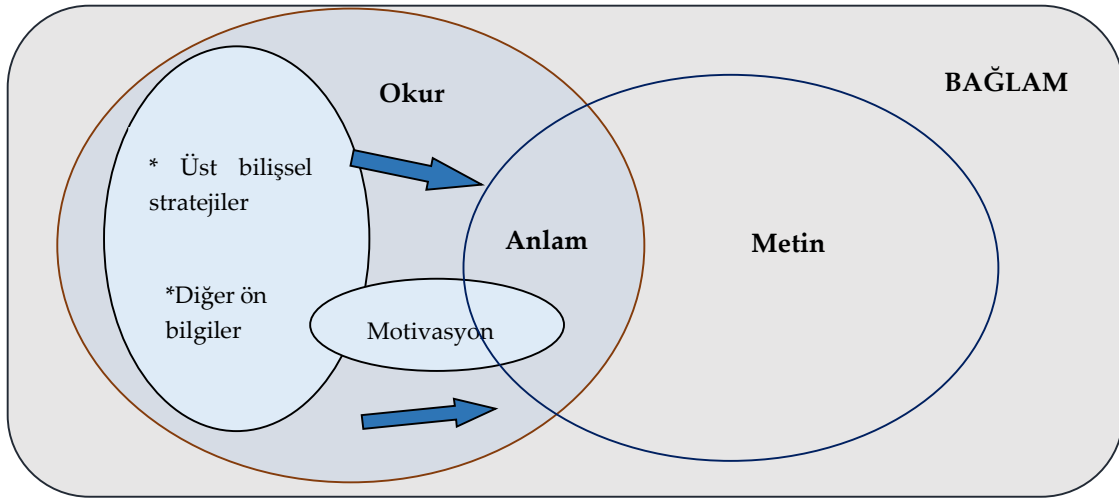 BAĞLAM
Okur
* Üst bilişsel
stratejiler
Anlam
Metin
*Diğer ön
bilgiler
Motivasyon